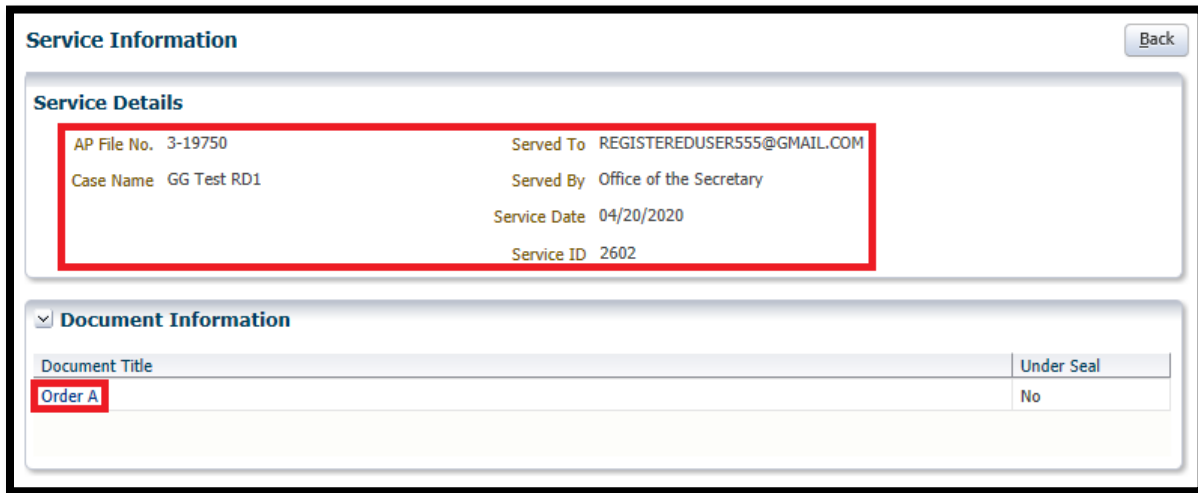 Service Information
Back
Service Details
AP File No. 3-19750
Served To REGISTEREDUSER555@GMAIL.COM
Case Name GG Test RD1
Served By Office of the Secretary
Service Date 04/20/2020
Service ID 2602
Document Information
Document Title
Under Seal
Order A
No